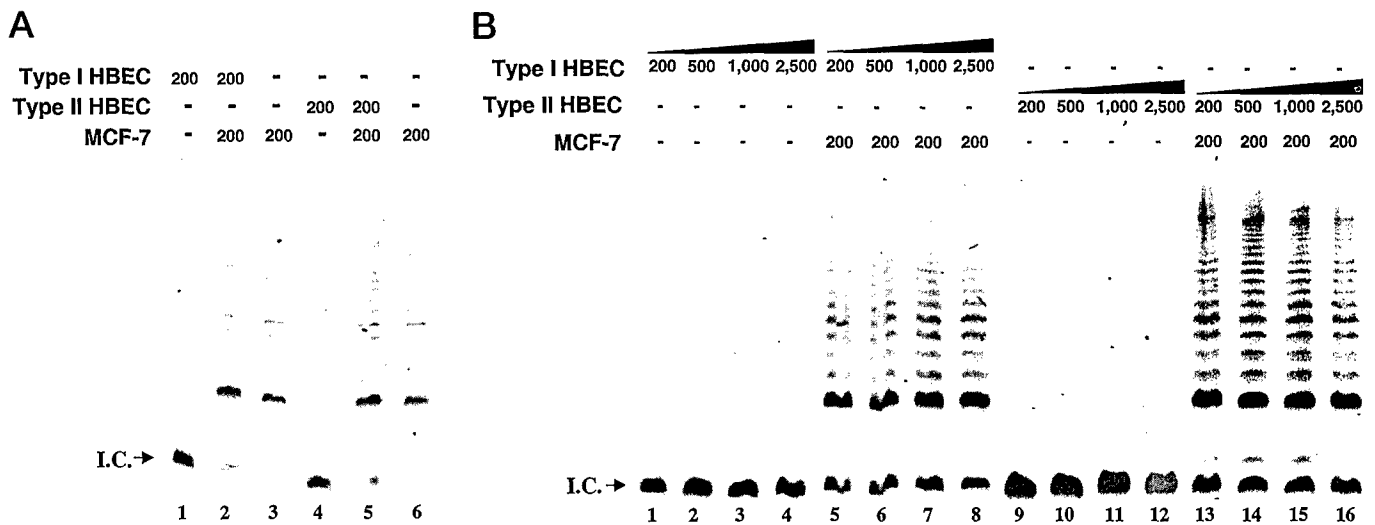 A
Type I HBEC 200 200 - - - -
Type II HBEC - - - 200 200 -
MCF-7 - 200 200 - 200 200
I.C.
1 2 3 4 5 6
B
Type I HBEC 200 500 1,000 2,500 200 500 1,000 2,500 - - - - - - - -
Type II HBEC - - - - - - - - 200 500 1,000 2,500 200 500 1,000 2,500
MCF-7 - - - - 200 200 200 200 - - - - 200 200 200 200
I.C.
1 2 3 4 5 6 7 8 9 10 11 12 13 14 15 16